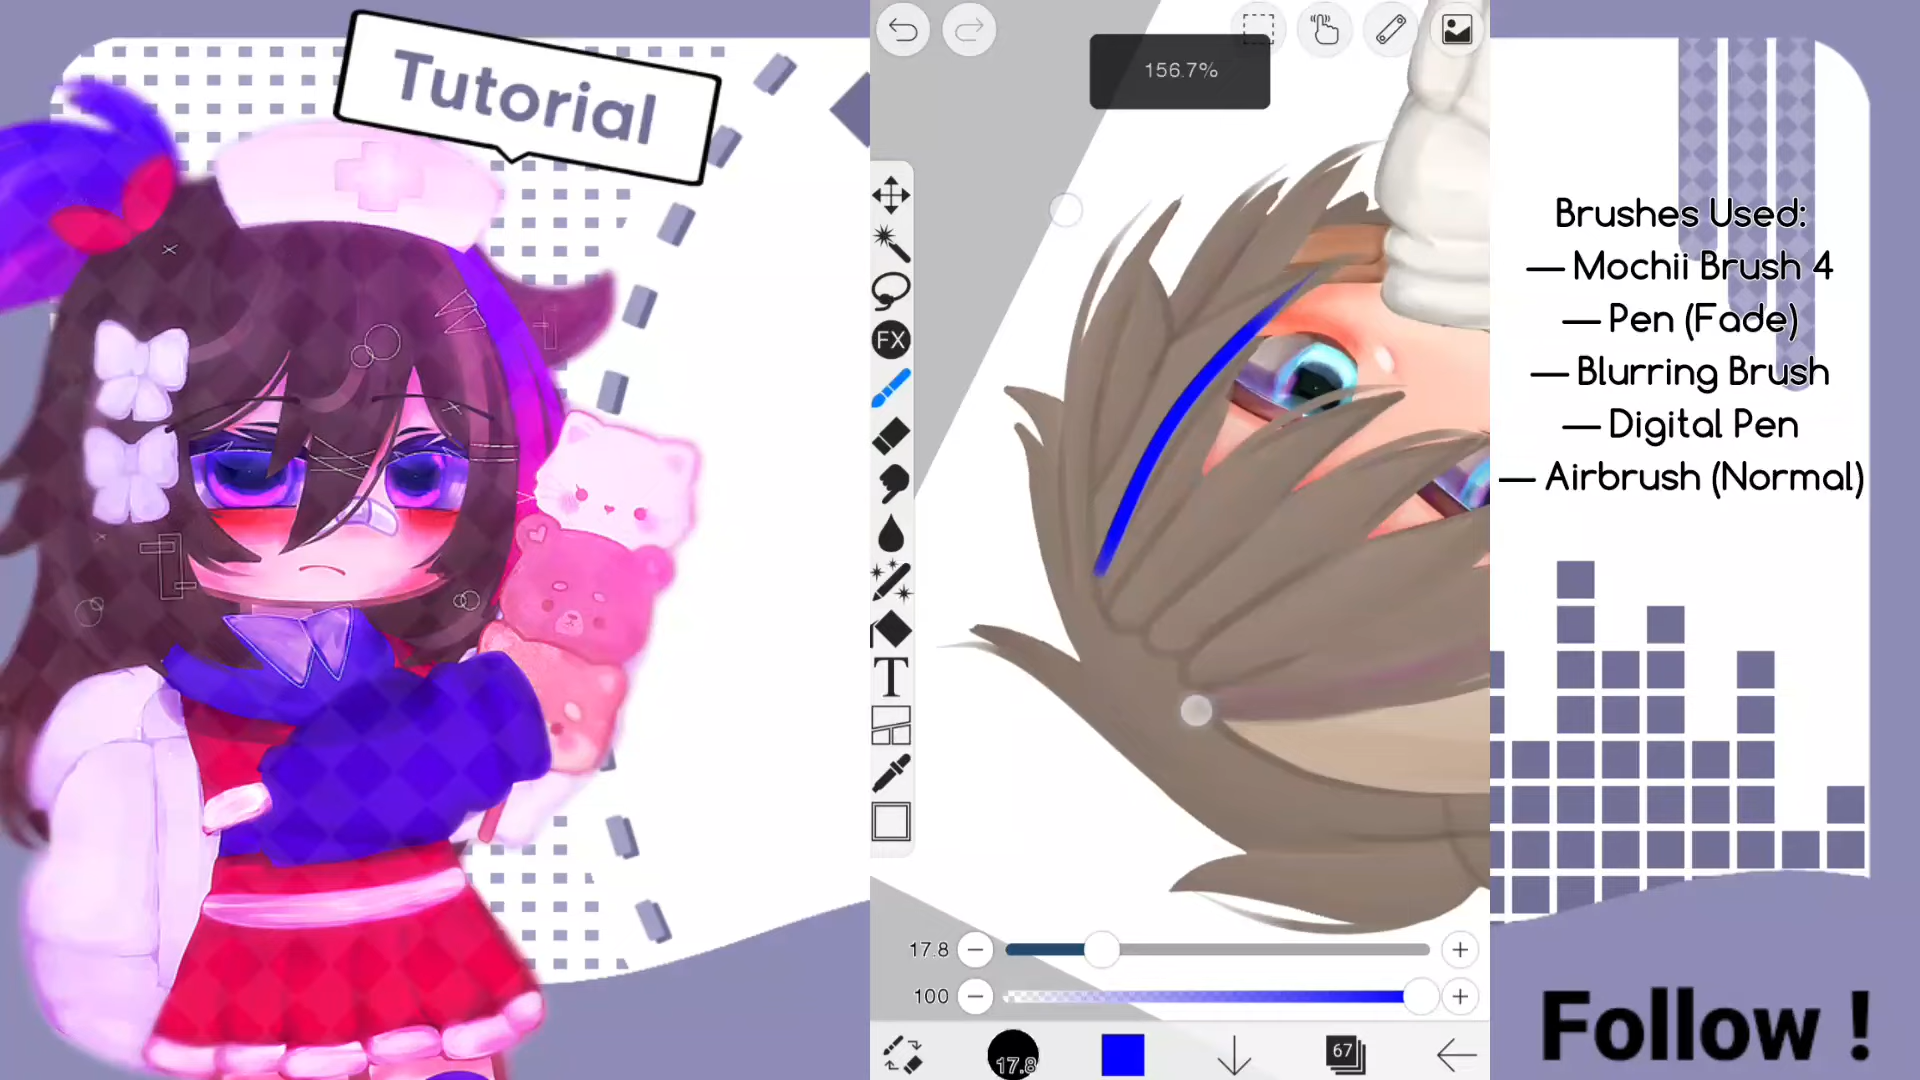 Tutorial
156.7%
FX
T
Brushes Used:
— Mochii Brush 4
— Pen (Fade)
— Blurring Brush
— Digital Pen
— Airbrush (Normal)
17.8
100
17.8
67
Follow !